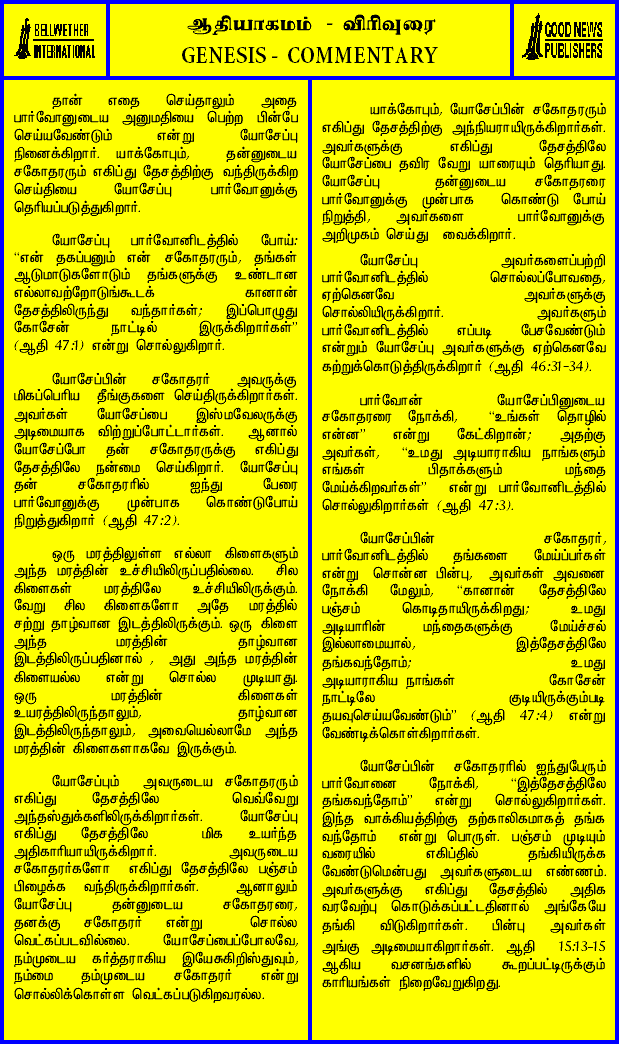 BELLWETHER
INTERNATIONAL
ஆதியாகமம் - விரிவுரை
GENESIS - COMMENTARY
GOOD NEWS
PUBLISHERS
தான் எதை செய்தாலும் அதை
பார்வோனுடைய அனுமதியை பெற்ற பின்பே
செய்யவேண்டும் என்று யோசேப்பு
நினைக்கிறார். யாக்கோபும், தன்னுடைய
சகோதரரும் எகிப்து தேசத்திற்கு வந்திருக்கிற
செய்தியை யோசேப்பு பார்வோனுக்கு
தெரியப்படுத்துகிறார்.
யோசேப்பு பார்வோனிடத்தில் போய்:
“என் தகப்பனும் என் சகோதரரும், தங்கள்
ஆடுமாடுகளோடும் தங்களுக்கு உண்டான
எல்லாவற்றோடுங்கூடக் கானான்
தேசத்திலிருந்து வந்தார்கள்; இப்பொழுது
கோசேன் நாட்டில் இருக்கிறார்கள்”
(ஆதி 47:1) என்று சொல்லுகிறார்.
யோசேப்பின் சகோதரர் அவருக்கு
மிகப்பெரிய தீங்குகளை செய்திருக்கிறார்கள்.
அவர்கள் யோசேப்பை இஸ்மவேலருக்கு
அடிமையாக விற்றுப்போட்டார்கள். ஆனால்
யோசேப்போ தன் சகோதரருக்கு எகிப்து
தேசத்திலே நன்மை செய்கிறார். யோசேப்பு
தன் சகோதரரில் ஐந்து பேரை
பார்வோனுக்கு முன்பாக கொண்டுபோய்
நிறுத்துகிறார் (ஆதி 47:2).
ஒரு மரத்திலுள்ள எல்லா கிளைகளும்
அந்த மரத்தின் உச்சியிலிருப்பதில்லை. சில
கிளைகள் மரத்திலே உச்சியிலிருக்கும்.
வேறு சில கிளைகளோ அதே மரத்தில்
சற்று தாழ்வான இடத்திலிருக்கும். ஒரு கிளை
அந்த மரத்தின் தாழ்வான
இடத்திலிருப்பதினால் , அது அந்த மரத்தின்
கிளையல்ல என்று சொல்ல முடியாது.
ஒரு மரத்தின் கிளைகள்
உயரத்திலிருந்தாலும், தாழ்வான
இடத்திலிருந்தாலும், அவையெல்லாமே அந்த
மரத்தின் கிளைகளாகவே இருக்கும்.
யோசேப்பும் அவருடைய சகோதரரும்
எகிப்து தேசத்திலே வெவ்வேறு
அந்தஸ்துக்களிலிருக்கிறார்கள். யோசேப்பு
எகிப்து தேசத்திலே மிக உயர்ந்த
அதிகாரியாயிருக்கிறார். அவருடைய
சகோதரர்களோ எகிப்து தேசத்திலே பஞ்சம்
பிழைக்க வந்திருக்கிறார்கள். ஆனாலும்
யோசேப்பு தன்னுடைய சகோதரரை,
தனக்கு சகோதரர் என்று சொல்ல
வெட்கப்படவில்லை. யோசேப்பைப்போலவே,
நம்முடைய கர்த்தராகிய இயேசுகிறிஸ்துவும்,
நம்மை தம்முடைய சகோதரர் என்று
சொல்லிக்கொள்ள வெட்கப்படுகிறவரல்ல.
யாக்கோபும், யோசேப்பின் சகோதரரும்
எகிப்து தேசத்திற்கு அந்நியராயிருக்கிறார்கள்.
அவர்களுக்கு எகிப்து தேசத்திலே
யோசேப்பை தவிர வேறு யாரையும் தெரியாது.
யோசேப்பு தன்னுடைய சகோதரரை
பார்வோனுக்கு முன்பாக கொண்டு போய்
நிறுத்தி, அவர்களை பார்வோனுக்கு
அறிமுகம் செய்து வைக்கிறார்.
யோசேப்பு அவர்களைப்பற்றி
பார்வோனிடத்தில் சொல்லப்போவதை,
ஏற்கெனவே அவர்களுக்கு
சொல்லியிருக்கிறார். அவர்களும்
பார்வோனிடத்தில் எப்படி பேசவேண்டும்
என்றும் யோசேப்பு அவர்களுக்கு ஏற்கெனவே
கற்றுக்கொடுத்திருக்கிறார் (ஆதி 46:31-34).
பார்வோன் யோசேப்பினுடைய
சகோதரரை நோக்கி, “உங்கள் தொழில்
என்ன” என்று கேட்கிறான்; அதற்கு
அவர்கள், “உமது அடியாராகிய நாங்களும்
எங்கள் பிதாக்களும் மந்தை
மேய்க்கிறவர்கள்” என்று பார்வோனிடத்தில்
சொல்லுகிறார்கள் (ஆதி 47:3).
யோசேப்பின் சகோதரர்,
பார்வோனிடத்தில் தங்களை மேய்ப்பர்கள்
என்று சொன்ன பின்பு, அவர்கள் அவனை
நோக்கி மேலும், “கானான் தேசத்திலே
பஞ்சம் கொடிதாயிருக்கிறது; உமது
அடியாரின் மந்தைகளுக்கு மேய்ச்சல்
இல்லாமையால், இத்தேசத்திலே
தங்கவந்தோம்; உமது
அடியாராகிய நாங்கள் கோசேன்
நாட்டிலே குடியிருக்கும்படி
தயவுசெய்யவேண்டும்” (ஆதி 47:4) என்று
வேண்டிக்கொள்கிறார்கள்.
யோசேப்பின் சகோதரரில் ஐந்துபேரும்
பார்வோனை நோக்கி, “இத்தேசத்திலே
தங்கவந்தோம்” என்று சொல்லுகிறார்கள்.
இந்த வாக்கியத்திற்கு தற்காலிகமாகத் தங்க
வந்தோம் என்று பொருள். பஞ்சம் முடியும்
வரையில் எகிப்தில் தங்கியிருக்க
வேண்டுமென்பது அவர்களுடைய எண்ணம்.
அவர்களுக்கு எகிப்து தேசத்தில் அதிக
வரவேற்பு கொடுக்கப்பட்டதினால் அங்கேயே
தங்கி விடுகிறார்கள். பின்பு அவர்கள்
அங்கு அடிமையாகிறார்கள். ஆதி 15:13-15
ஆகிய வசனங்களில் கூறப்பட்டிருக்கும்
காரியங்கள் நிறைவேறுகிறது.